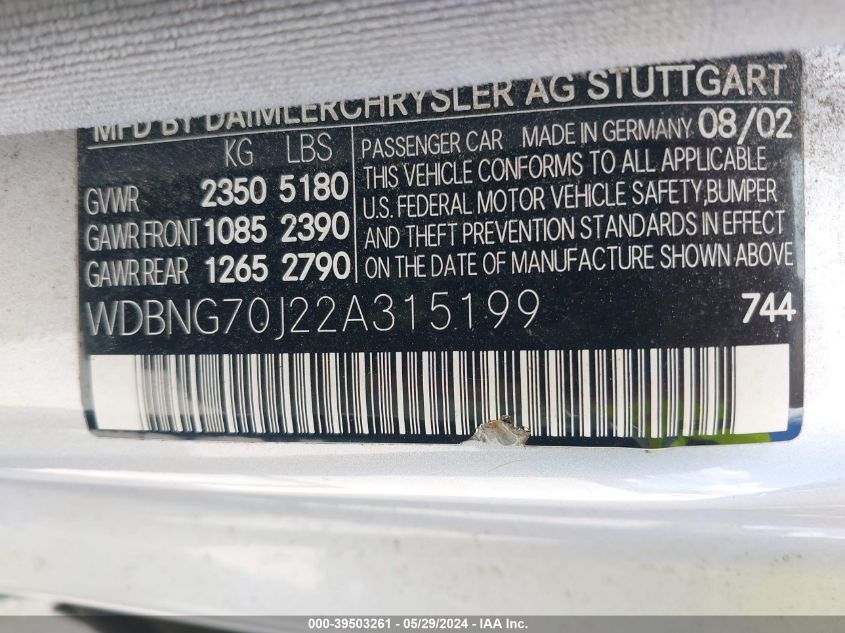 MFD BY DAIMLERCHRYSLER AG STUTTGART
KG LBS
GVWR 2350 5180
GAWR FRONT 1085 2390
GAWR REAR 1265 2790
PASSENGER CAR MADE IN GERMANY 08/02
THIS VEHICLE CONFORMS TO ALL APPLICABLE
U.S. FEDERAL MOTOR VEHICLE SAFETY,BUMPER
AND THEFT PREVENTION STANDARDS IN EFFECT
ON THE DATE OF MANUFACTURE SHOWN ABOVE
WDBNG70J22A315199 744
000-39503261 - 05/29/2024 - IAA Inc.